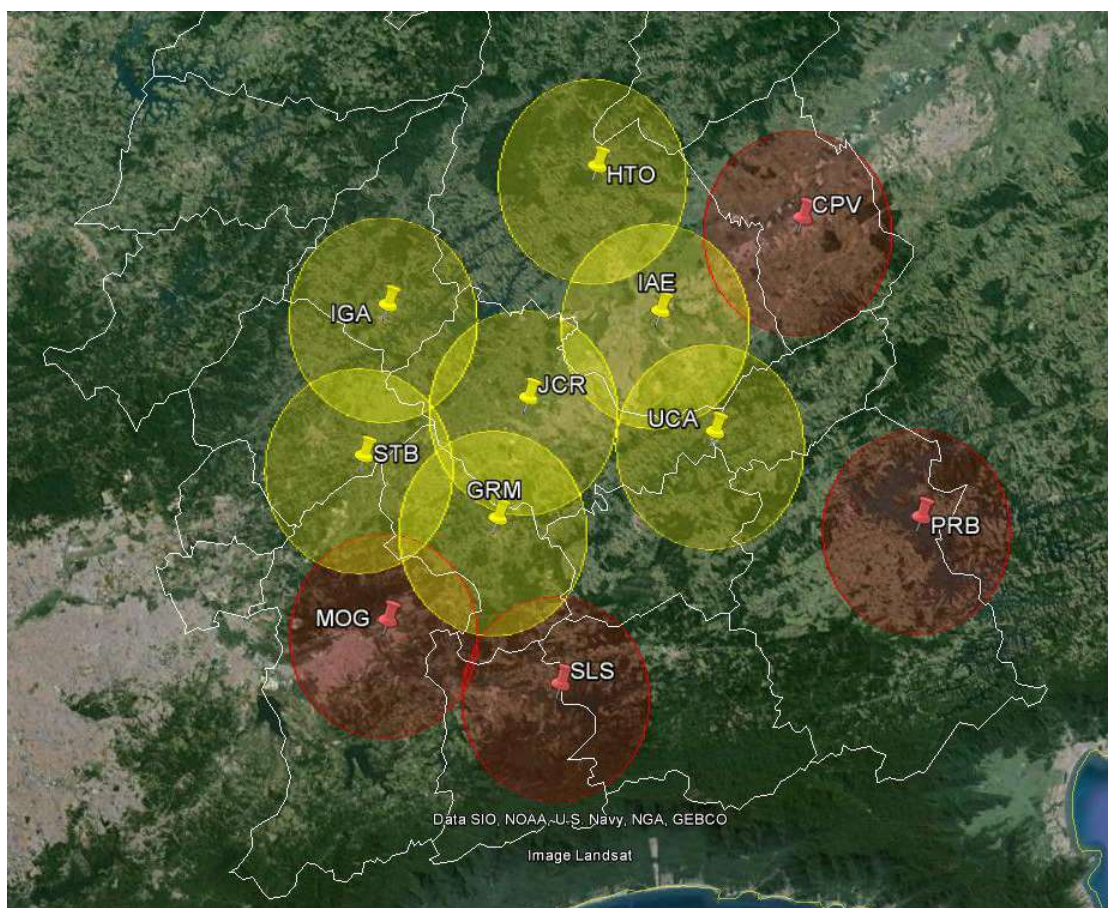 HTO
CPV
IAE
IGA
JCR
UCA
STB
GRM
PRB
MOG
SLS
Data SIO, NOAA, U.S. Navy, NGA, GEBCO
Image Landsat